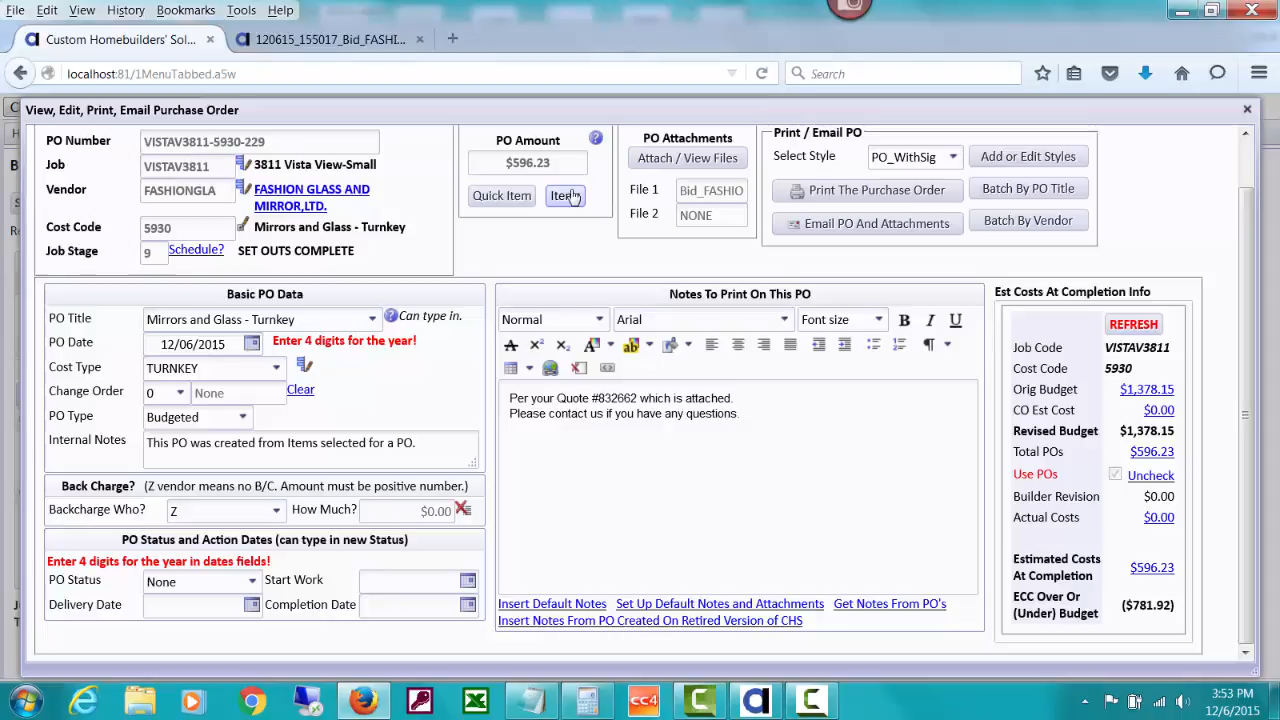 File Edit View History Bookmarks Tools Help
Custom Homebuilders' Sol... × 120615_155017_Bid_FASHI... × +
localhost:81/1MenuTabbed.a5w Search
View, Edit, Print, Email Purchase Order ×
PO Number VISTAV3811-5930-229
Job VISTAV3811 3811 Vista View-Small
Vendor FASHIONGLA FASHION GLASS AND
MIRROR,LTD.
Cost Code 5930 Mirrors and Glass - Turnkey
Job Stage 9 Schedule? SET OUTS COMPLETE
PO Amount
$596.23
Quick Item
PO Attachments
Attach / View Files
File 1 Bid_FASHIO
File 2 NONE
Print / Email PO
Select Style PO_WithSig Add or Edit Styles
Print The Purchase Order Batch By PO Title
Email PO And Attachments Batch By Vendor
Basic PO Data
PO Title Mirrors and Glass - Turnkey Can type in.
PO Date 12/06/2015 Enter 4 digits for the year!
Cost Type TURNKEY
Change Order 0 None Clear
PO Type Budgeted
Internal Notes This PO was created from Items selected for a PO.
Back Charge? (Z vendor means no B/C. Amount must be positive number.)
Backcharge Who? Z How Much? $0.00
PO Status and Action Dates (can type in new Status)
Enter 4 digits for the year in dates fields!
PO Status None Start Work
Delivery Date Completion Date
Notes To Print On This PO
Normal Arial Font size B I U
Per your Quote #832662 which is attached.
Please contact us if you have any questions.
Insert Default Notes Set Up Default Notes and Attachments Get Notes From PO's
Insert Notes From PO Created On Retired Version of CHS
Est Costs At Completion Info
REFRESH
Job Code VISTAV3811
Cost Code 5930
Orig Budget $1,378.15
CO Est Cost $0.00
Revised Budget $1,378.15
Total POs $596.23
Use POs Uncheck
Builder Revision $0.00
Actual Costs $0.00
Estimated Costs
At Completion $596.23
ECC Over Or
(Under) Budget ($781.92)
CC4
3:53 PM
12/6/2015